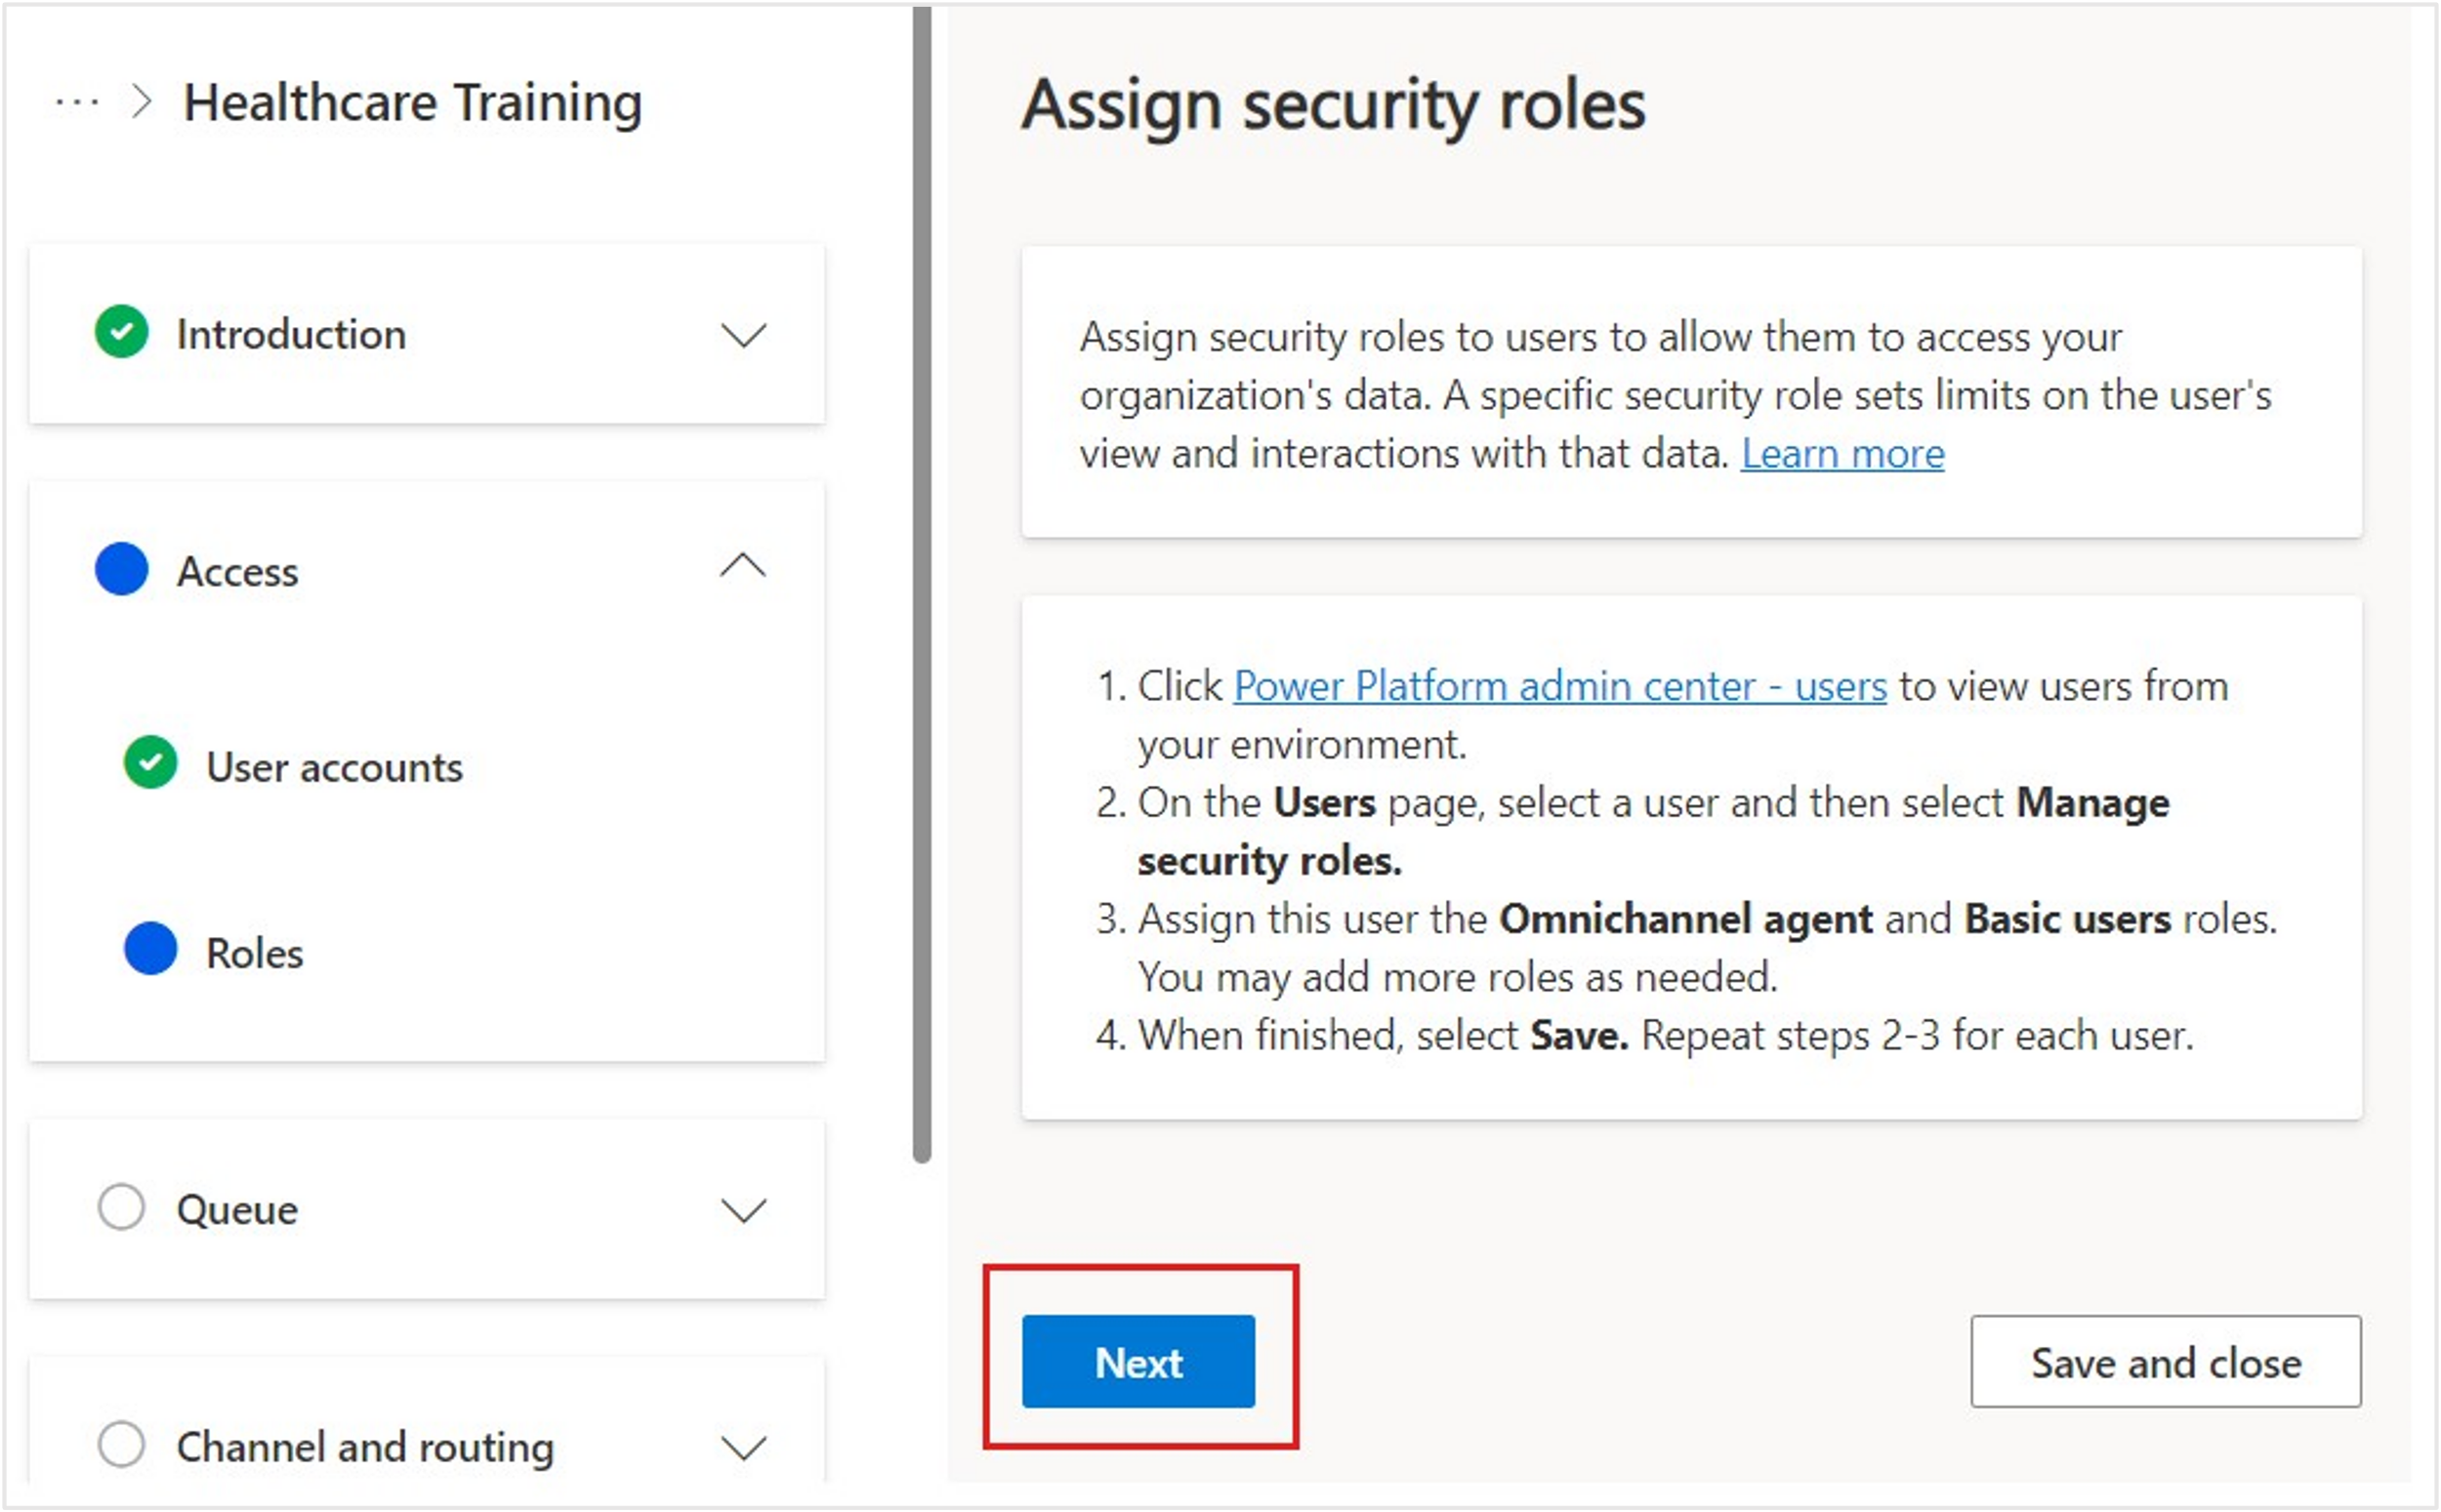 ... > Healthcare Training
Introduction
Access
User accounts
Roles
Queue
Channel and routing
Assign security roles
Assign security roles to users to allow them to access your
organization's data. A specific security role sets limits on the user's
view and interactions with that data. Learn more
1. Click Power Platform admin center - users to view users from
your environment.
2. On the Users page, select a user and then select Manage
security roles.
3. Assign this user the Omnichannel agent and Basic users roles.
You may add more roles as needed.
4. When finished, select Save. Repeat steps 2-3 for each user.
Next
Save and close